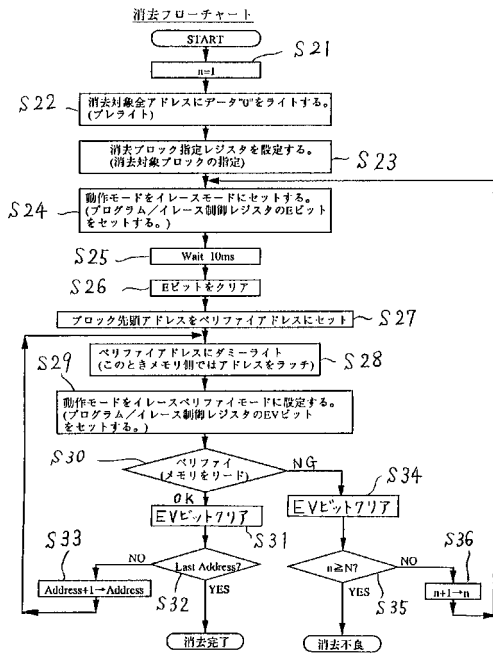 消去フローチャート
START
S21
n=1
S22
消去対象全アドレスにデータ"0"をライトする。
(プレライト)
消去ブロック指定レジスタを設定する。
(消去対象ブロックの指定)
S23
S24
動作モードをイレースモードにセットする。
(プログラム/イレース制御レジスタのEビット
をセットする。)
S25
Wait 10ms
S26
Eビットをクリア
ブロック先頭アドレスをベリファイアドレスにセット
S27
S29
ベリファイアドレスにダミーライト
(このときメモリ側ではアドレスをラッチ)
S28
動作モードをイレースベリファイモードに設定する。
(プログラム/イレース制御レジスタのEVビット
をセットする。)
S30
ベリファイ
(メモリをリード)
NG
S34
OK
EVビットクリア
S31
EVビットクリア
S33
NO
Last Address?
S32
n≧N?
S35
NO
S36
Address+1→Address
YES
YES
n+1→n
消去完了
消去不良